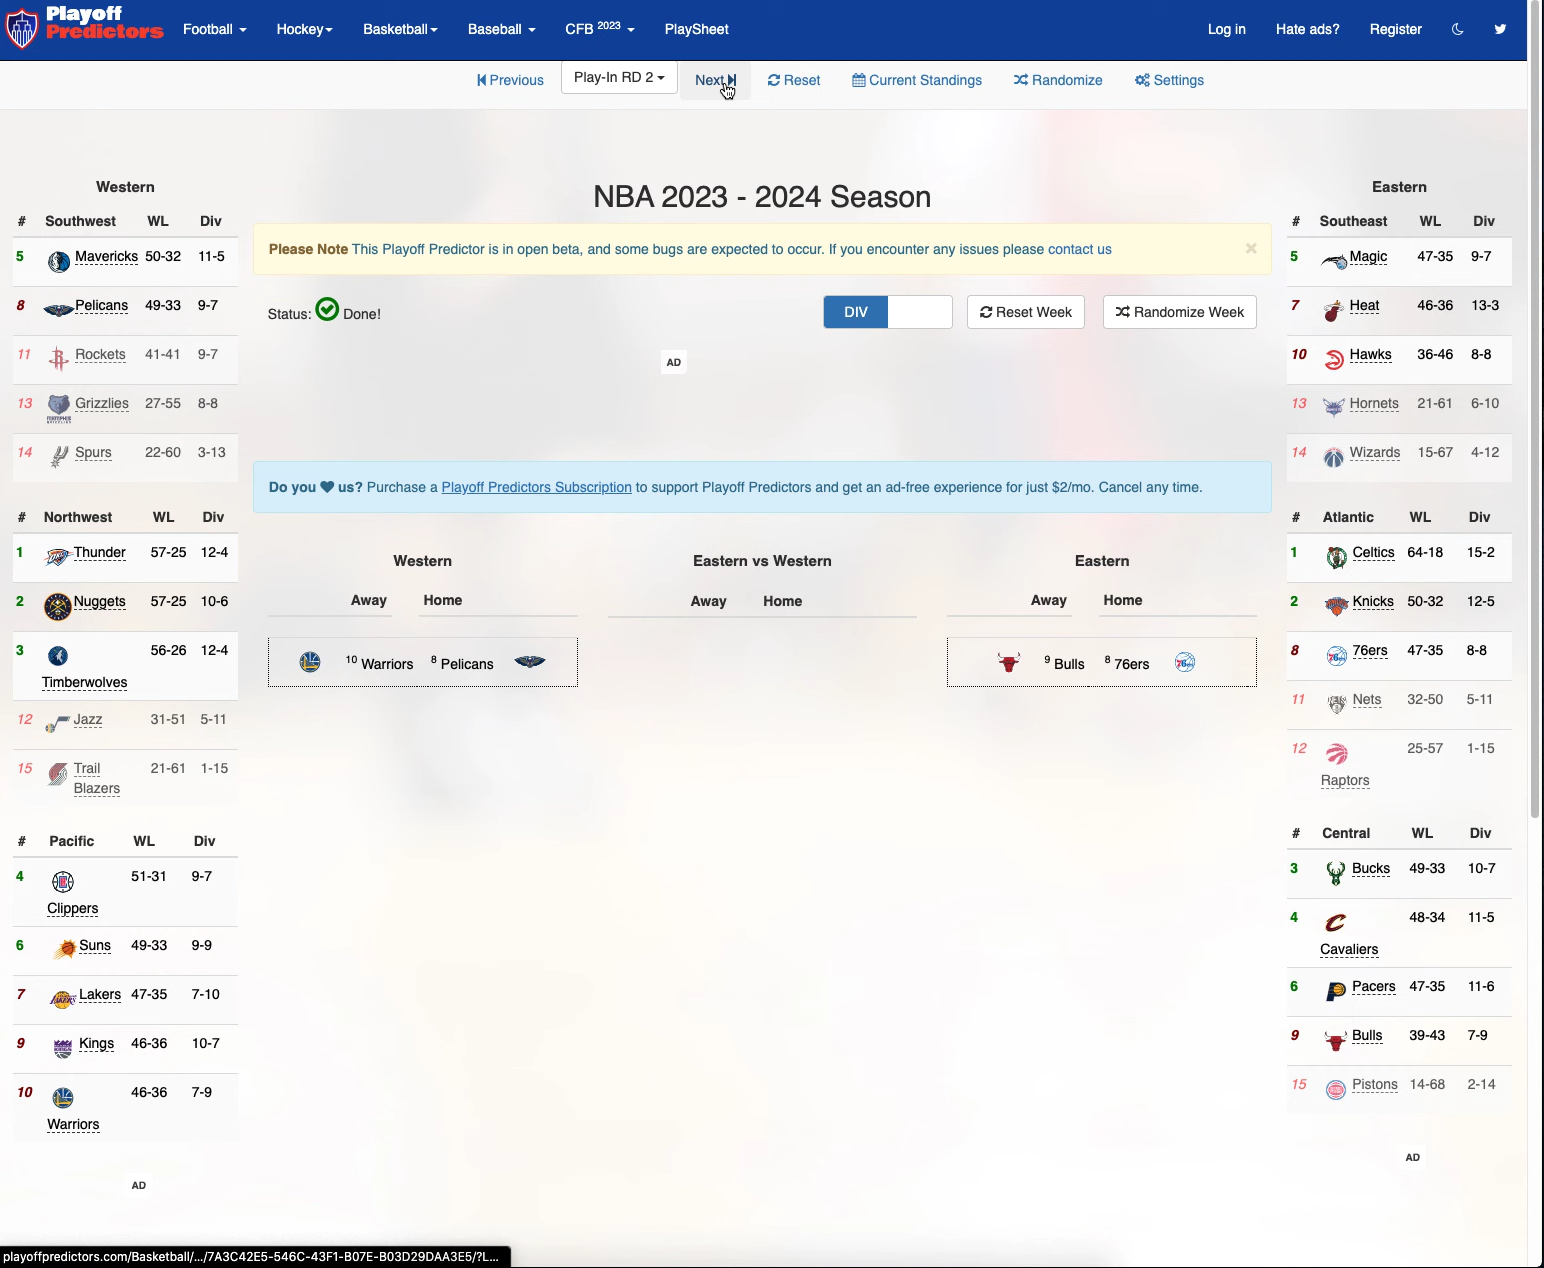 Playoff
Predictors
Football
Hockey
Basketball
Baseball
CFB 2023
PlaySheet
Log in
Hate ads?
Register
Previous
Play-In RD 2
Next
Reset
Current Standings
Randomize
Settings
Western
# Southwest WL Div
5 Mavericks 50-32 11-5
8 Pelicans 49-33 9-7
11 Rockets 41-41 9-7
13 Grizzlies 27-55 8-8
14 Spurs 22-60 3-13
# Northwest WL Div
1 Thunder 57-25 12-4
2 Nuggets 57-25 10-6
3 Timberwolves 56-26 12-4
12 Jazz 31-51 5-11
15 Trail Blazers 21-61 1-15
# Pacific WL Div
4 Clippers 51-31 9-7
6 Suns 49-33 9-9
7 Lakers 47-35 7-10
9 Kings 46-36 10-7
10 Warriors 46-36 7-9
AD
NBA 2023 - 2024 Season
Please Note This Playoff Predictor is in open beta, and some bugs are expected to occur. If you encounter any issues please contact us
×
Status: Done!
DIV
Reset Week
Randomize Week
AD
Do you ♥ us? Purchase a Playoff Predictors Subscription to support Playoff Predictors and get an ad-free experience for just $2/mo. Cancel any time.
Western
Away Home
10 Warriors 8 Pelicans
Eastern vs Western
Away Home
Eastern
Away Home
9 Bulls 8 76ers
Eastern
# Southeast WL Div
5 Magic 47-35 9-7
7 Heat 46-36 13-3
10 Hawks 36-46 8-8
13 Hornets 21-61 6-10
14 Wizards 15-67 4-12
# Atlantic WL Div
1 Celtics 64-18 15-2
2 Knicks 50-32 12-5
8 76ers 47-35 8-8
11 Nets 32-50 5-11
12 Raptors 25-57 1-15
# Central WL Div
3 Bucks 49-33 10-7
4 Cavaliers 48-34 11-5
6 Pacers 47-35 11-6
9 Bulls 39-43 7-9
15 Pistons 14-68 2-14
AD
playoffpredictors.com/Basketball/.../7A3C42E5-546C-43F1-B07E-B03D29DAA3E5/?L...